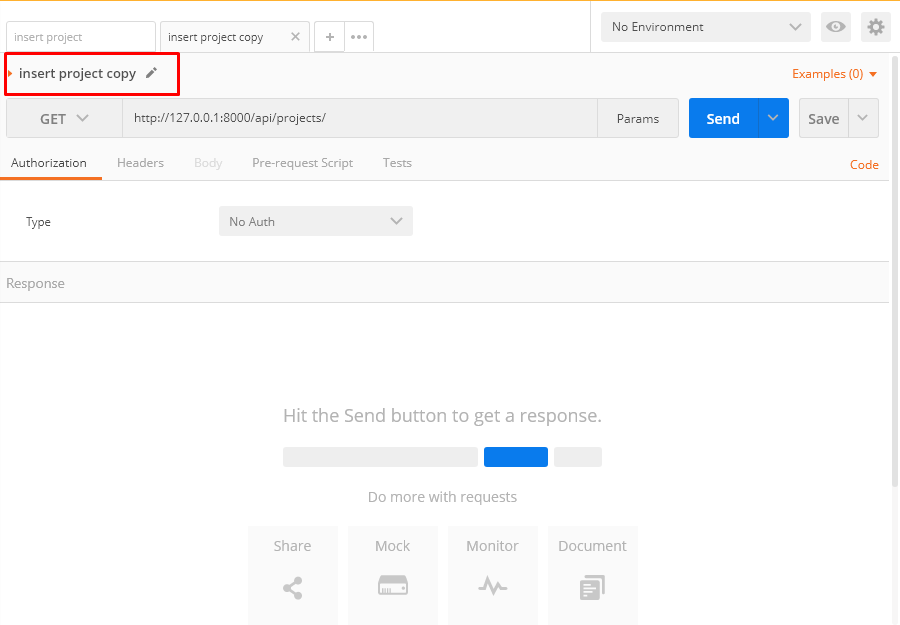 insert project
insert project copy
No Environment
insert project copy
Examples (0)
GET
http://127.0.0.1:8000/api/projects/
Params
Send
Save
Authorization
Headers
Body
Pre-request Script
Tests
Code
Type
No Auth
Response
Hit the Send button to get a response.
Do more with requests
Share
Mock
Monitor
Document